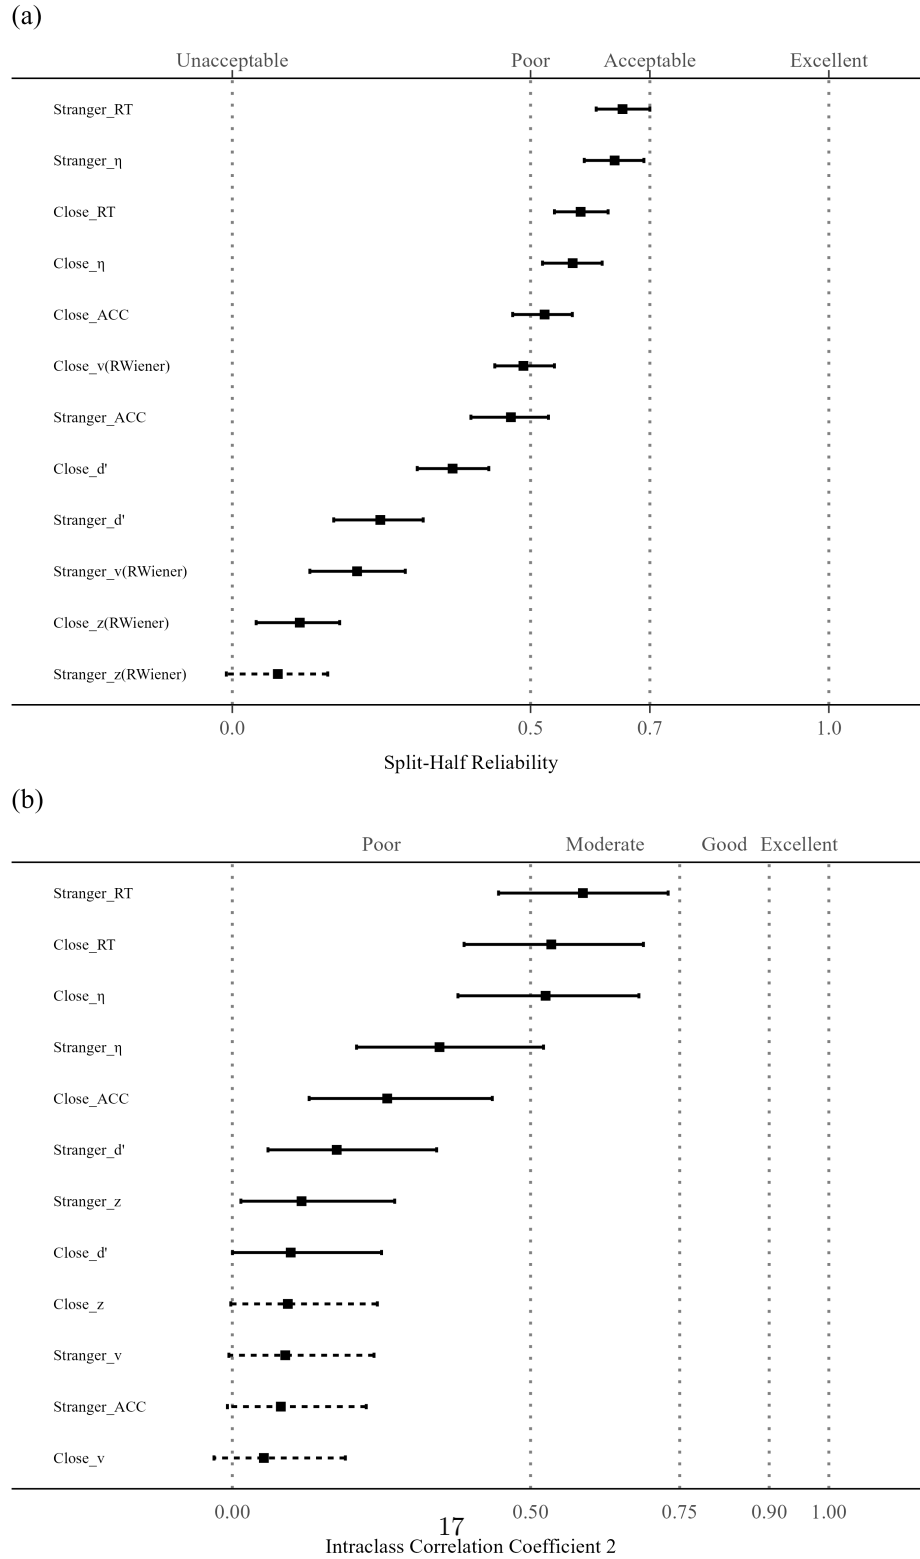 (a)
Unacceptable Poor Acceptable Excellent
Stranger_RT
Stranger_η
Close_RT
Close_η
Close_ACC
Close_v(RWiener)
Stranger_ACC
Close_d'
Stranger_d'
Stranger_v(RWiener)
Close_z(RWiener)
Stranger_z(RWiener)
0.0 0.5 0.7 1.0
Split-Half Reliability
(b)
Poor Moderate Good Excellent
Stranger_RT
Close_RT
Close_η
Stranger_η
Close_ACC
Stranger_d'
Stranger_z
Close_d'
Close_z
Stranger_v
Stranger_ACC
Close_v
0.00 0.50 0.75 0.90 1.00
17
Intraclass Correlation Coefficient 2